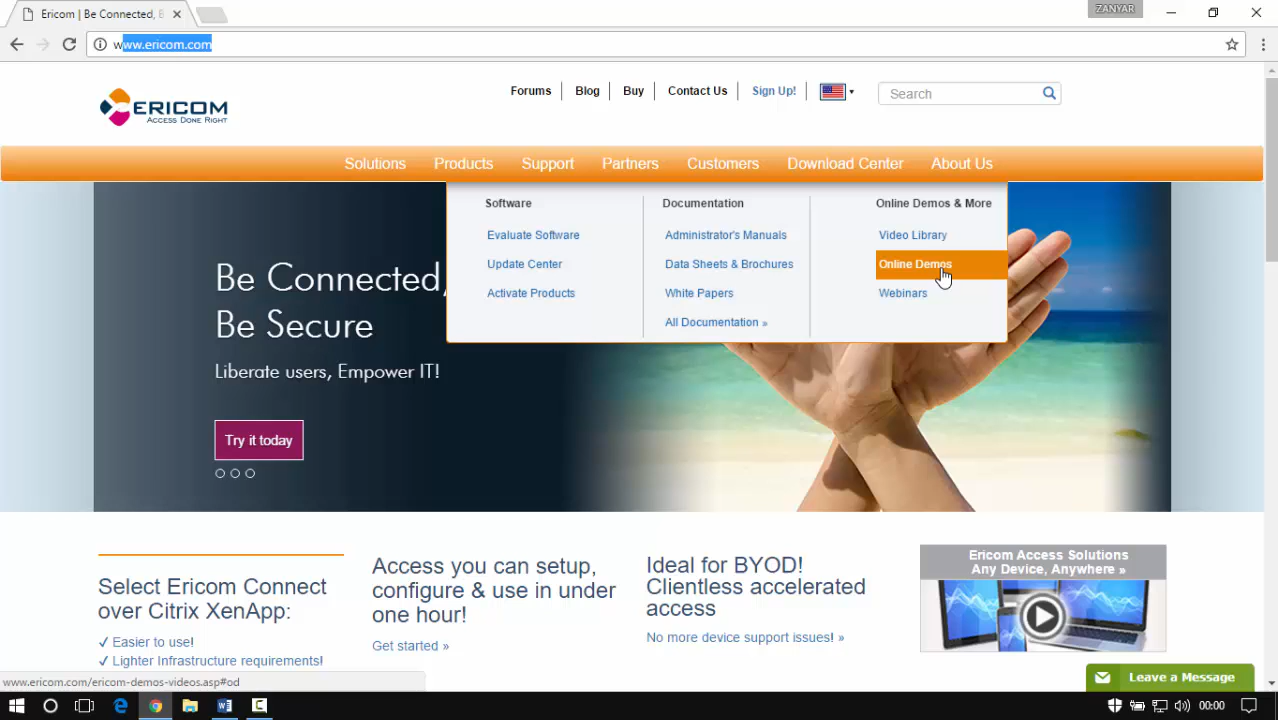 Ericom | Be Connected, B
ZANYAR
www.ericom.com
ERICOM
ACCESS DONE RIGHT
Forums
Blog
Buy
Contact Us
Sign Up!
Search
Solutions
Products
Support
Partners
Customers
Download Center
About Us
Software
Evaluate Software
Update Center
Activate Products
Documentation
Administrator's Manuals
Data Sheets & Brochures
White Papers
All Documentation »
Online Demos & More
Video Library
Online Demos
Webinars
Be Connected,
Be Secure
Liberate users, Empower IT!
Try it today
Select Ericom Connect
over Citrix XenApp:
✓ Easier to use!
✓ Lighter Infrastructure requirements!
Access you can setup,
configure & use in under
one hour!
Get started »
Ideal for BYOD!
Clientless accelerated
access
No more device support issues! »
Ericom Access Solutions
Any Device, Anywhere »
Leave a Message
www.ericom.com/ericom-demos-videos.asp#od
00:00